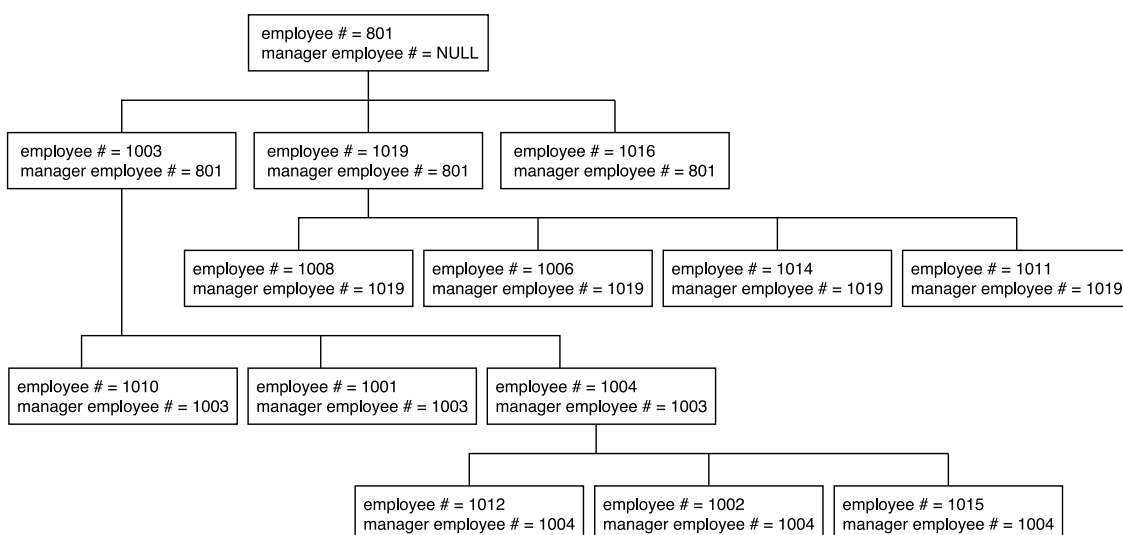 employee # = 801
manager employee # = NULL
employee # = 1003
manager employee # = 801
employee # = 1019
manager employee # = 801
employee # = 1016
manager employee # = 801
employee # = 1008
manager employee # = 1019
employee # = 1006
manager employee # = 1019
employee # = 1014
manager employee # = 1019
employee # = 1011
manager employee # = 1019
employee # = 1010
manager employee # = 1003
employee # = 1001
manager employee # = 1003
employee # = 1004
manager employee # = 1003
employee # = 1012
manager employee # = 1004
employee # = 1002
manager employee # = 1004
employee # = 1015
manager employee # = 1004